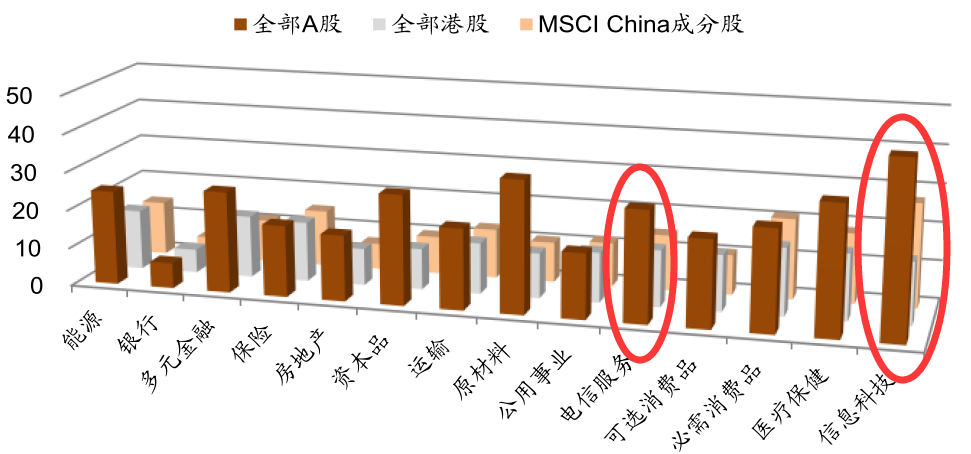 全部A股 全部港股 MSCI China成分股
50
40
30
20
10
0
能源
银行
多元金融
保险
房地产
资本品
运输
原材料
公用事业
电信服务
可选消费品
必需消费品
医疗保健
信息科技